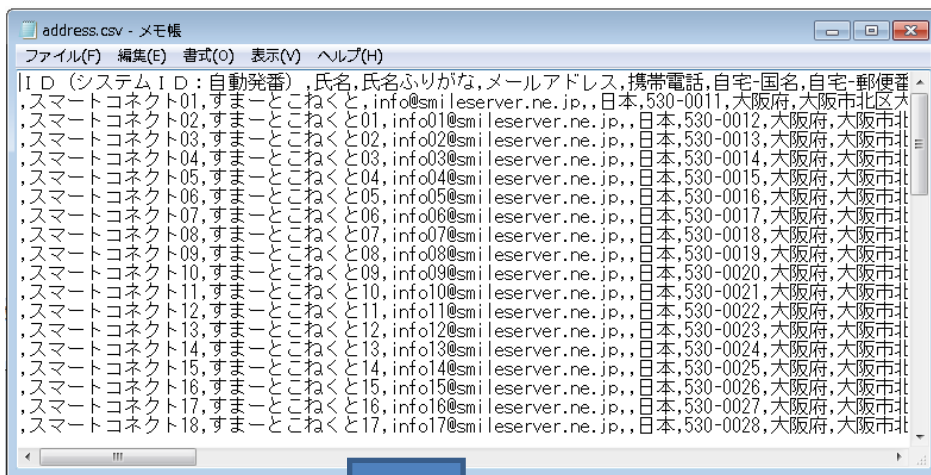 address.csv - メモ帳
ファイル(F) 編集(E) 書式(O) 表示(V) ヘルプ(H)
ＩＤ（システムＩＤ：自動発番）,氏名,氏名ふりがな,メールアドレス,携帯電話,自宅-国名,自宅-郵便番
,スマートコネクト01,すまーとこねくと,info@smileserver.ne.jp,,日本,530-0011,大阪府,大阪市北区大
,スマートコネクト02,すまーとこねくと01,info01@smileserver.ne.jp,,日本,530-0012,大阪府,大阪市北
,スマートコネクト03,すまーとこねくと02,info02@smileserver.ne.jp,,日本,530-0013,大阪府,大阪市北
,スマートコネクト04,すまーとこねくと03,info03@smileserver.ne.jp,,日本,530-0014,大阪府,大阪市北
,スマートコネクト05,すまーとこねくと04,info04@smileserver.ne.jp,,日本,530-0015,大阪府,大阪市北
,スマートコネクト06,すまーとこねくと05,info05@smileserver.ne.jp,,日本,530-0016,大阪府,大阪市北
,スマートコネクト07,すまーとこねくと06,info06@smileserver.ne.jp,,日本,530-0017,大阪府,大阪市北
,スマートコネクト08,すまーとこねくと07,info07@smileserver.ne.jp,,日本,530-0018,大阪府,大阪市北
,スマートコネクト09,すまーとこねくと08,info08@smileserver.ne.jp,,日本,530-0019,大阪府,大阪市北
,スマートコネクト10,すまーとこねくと09,info09@smileserver.ne.jp,,日本,530-0020,大阪府,大阪市北
,スマートコネクト11,すまーとこねくと10,info10@smileserver.ne.jp,,日本,530-0021,大阪府,大阪市北
,スマートコネクト12,すまーとこねくと11,info11@smileserver.ne.jp,,日本,530-0022,大阪府,大阪市北
,スマートコネクト13,すまーとこねくと12,info12@smileserver.ne.jp,,日本,530-0023,大阪府,大阪市北
,スマートコネクト14,すまーとこねくと13,info13@smileserver.ne.jp,,日本,530-0024,大阪府,大阪市北
,スマートコネクト15,すまーとこねくと14,info14@smileserver.ne.jp,,日本,530-0025,大阪府,大阪市北
,スマートコネクト16,すまーとこねくと15,info15@smileserver.ne.jp,,日本,530-0026,大阪府,大阪市北
,スマートコネクト17,すまーとこねくと16,info16@smileserver.ne.jp,,日本,530-0027,大阪府,大阪市北
,スマートコネクト18,すまーとこねくと17,info17@smileserver.ne.jp,,日本,530-0028,大阪府,大阪市北